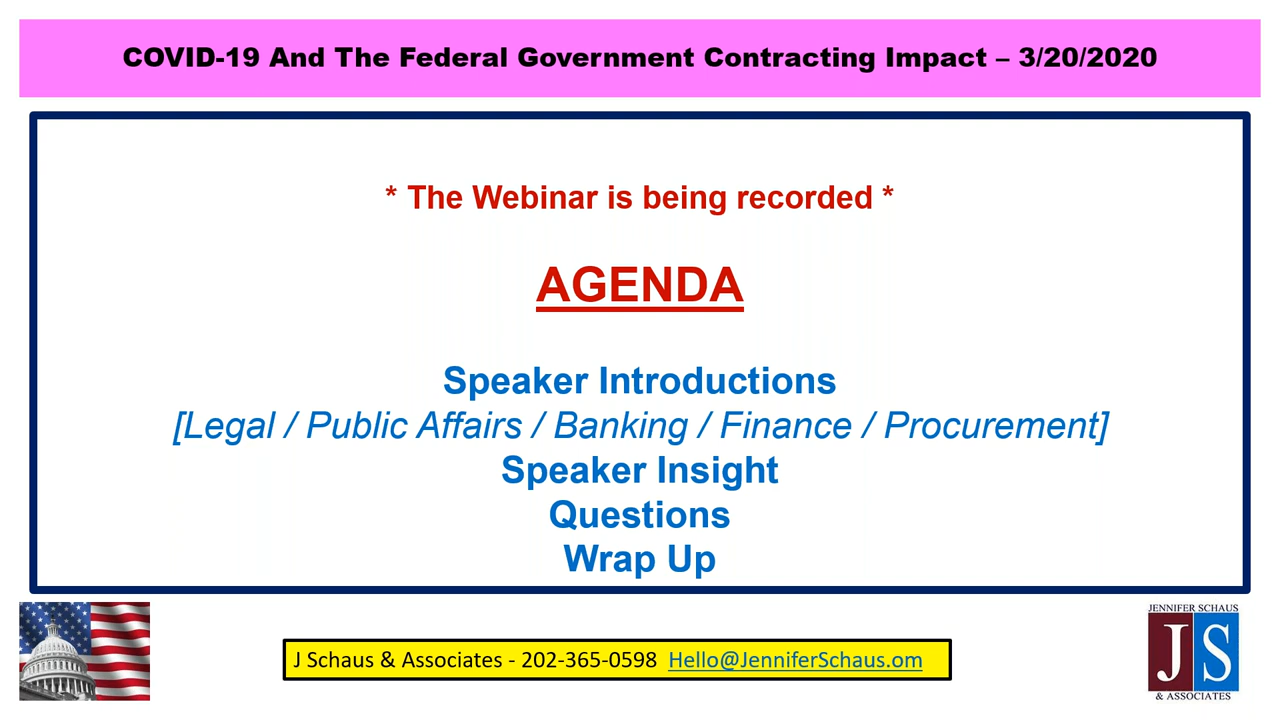 COVID-19 And The Federal Government Contracting Impact – 3/20/2020
* The Webinar is being recorded *
AGENDA
Speaker Introductions
[Legal / Public Affairs / Banking / Finance / Procurement]
Speaker Insight
Questions
Wrap Up
J Schaus & Associates - 202-365-0598 Hello@JenniferSchaus.om
JENNIFER SCHAUS
JS
& ASSOCIATES